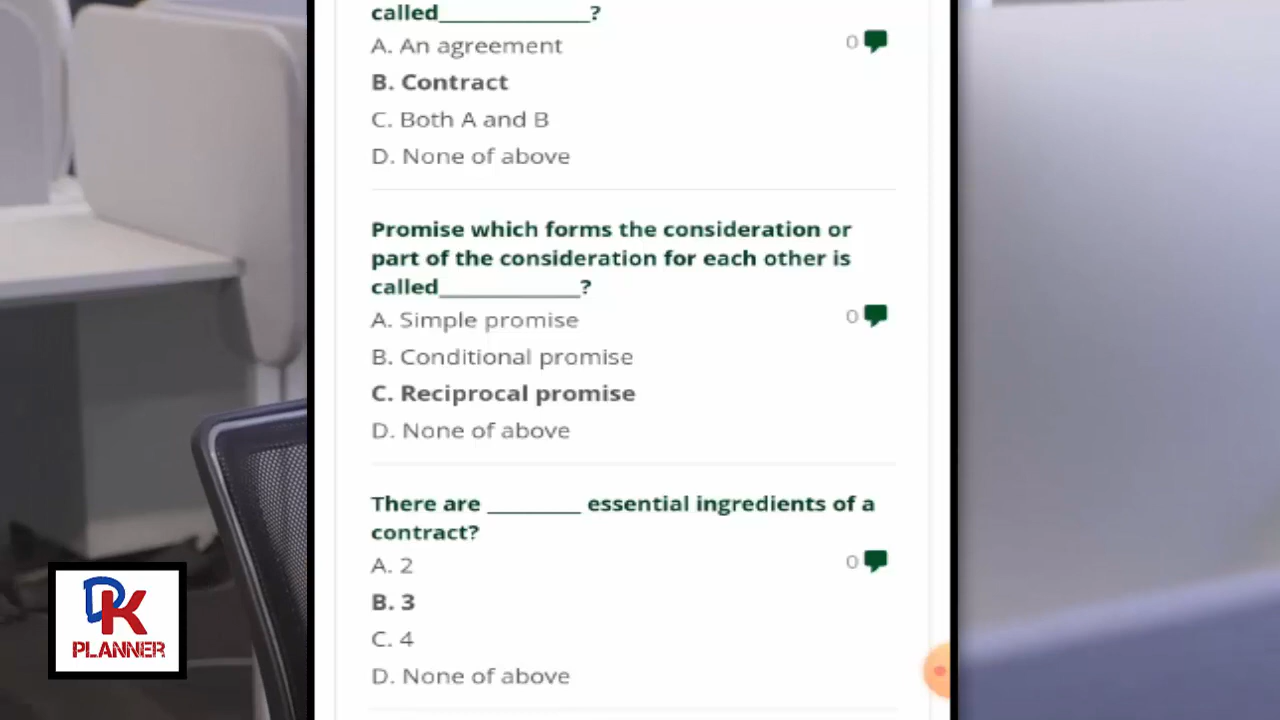 called______________?
A. An agreement
0
B. Contract
C. Both A and B
D. None of above
Promise which forms the consideration or
part of the consideration for each other is
called_____________?
A. Simple promise
0
B. Conditional promise
C. Reciprocal promise
D. None of above
There are _________ essential ingredients of a
contract?
A. 2
0
B. 3
C. 4
D. None of above
DK
PLANNER